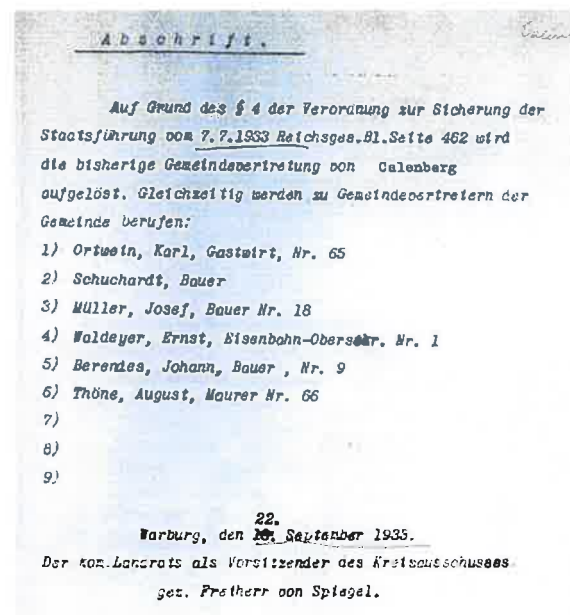 Abschrift.
Auf Grund des § 4 der Verordnung zur Sicherung der
Staatsführung vom 7.7.1933 Reichsges.Bl.Seite 462 wird
die bisherige Gemeindevertretung von Calenberg
aufgelöst. Gleichzeitig werden zu Gemeindevertretern der
Gemeinde berufen:
1) Ortwein, Karl, Gastwirt, Nr. 65
2) Schuchardt, Bauer
3) Müller, Josef, Bauer Nr. 18
4) Waldeyer, Ernst, Eisenbahn-Obersekr. Nr. 1
5) Berendes, Johann, Bauer , Nr. 9
6) Thöne, August, Maurer Nr. 66
7)
8)
9)
22.
Warburg, den September 1933.
Der kom.Landrats als Vorsitzender des Kreisausschusses
gez. Freiherr von Spiegel.